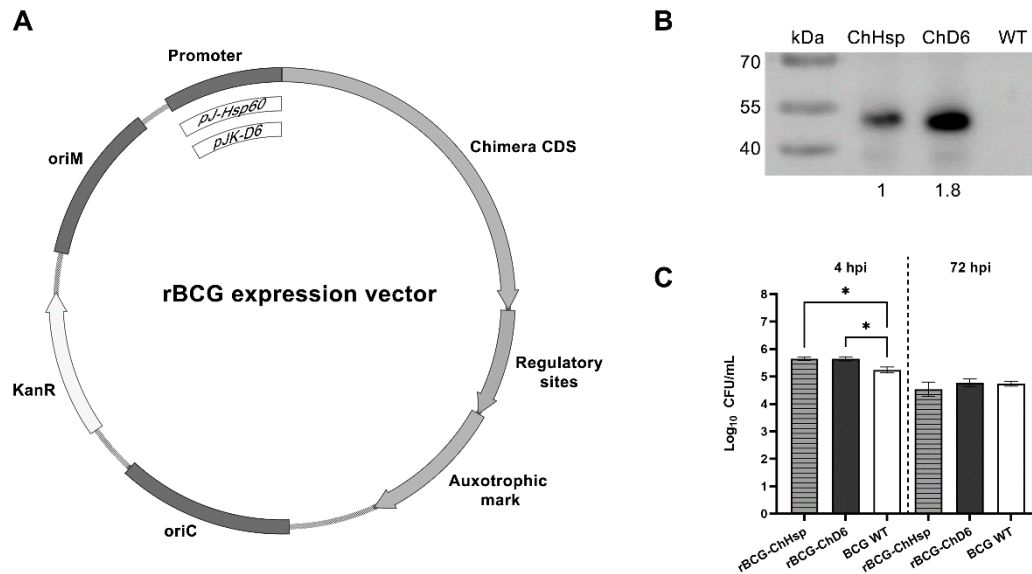 A
Promoter
pJ-Hsp60
pJK-D6
Chimera CDS
oriM
rBCG expression vector
KanR
Regulatory
sites
Auxotrophic
mark
oriC
B
kDa ChHsp ChD6 WT
70
55
40
1 1.8
C
4 hpi 72 hpi
* 
*
Log₁₀ CFU/mL
8
7
6
5
4
3
2
1
0
rBCG-ChHsp
rBCG-ChD6
BCG WT
rBCG-ChHsp
rBCG-ChD6
BCG WT